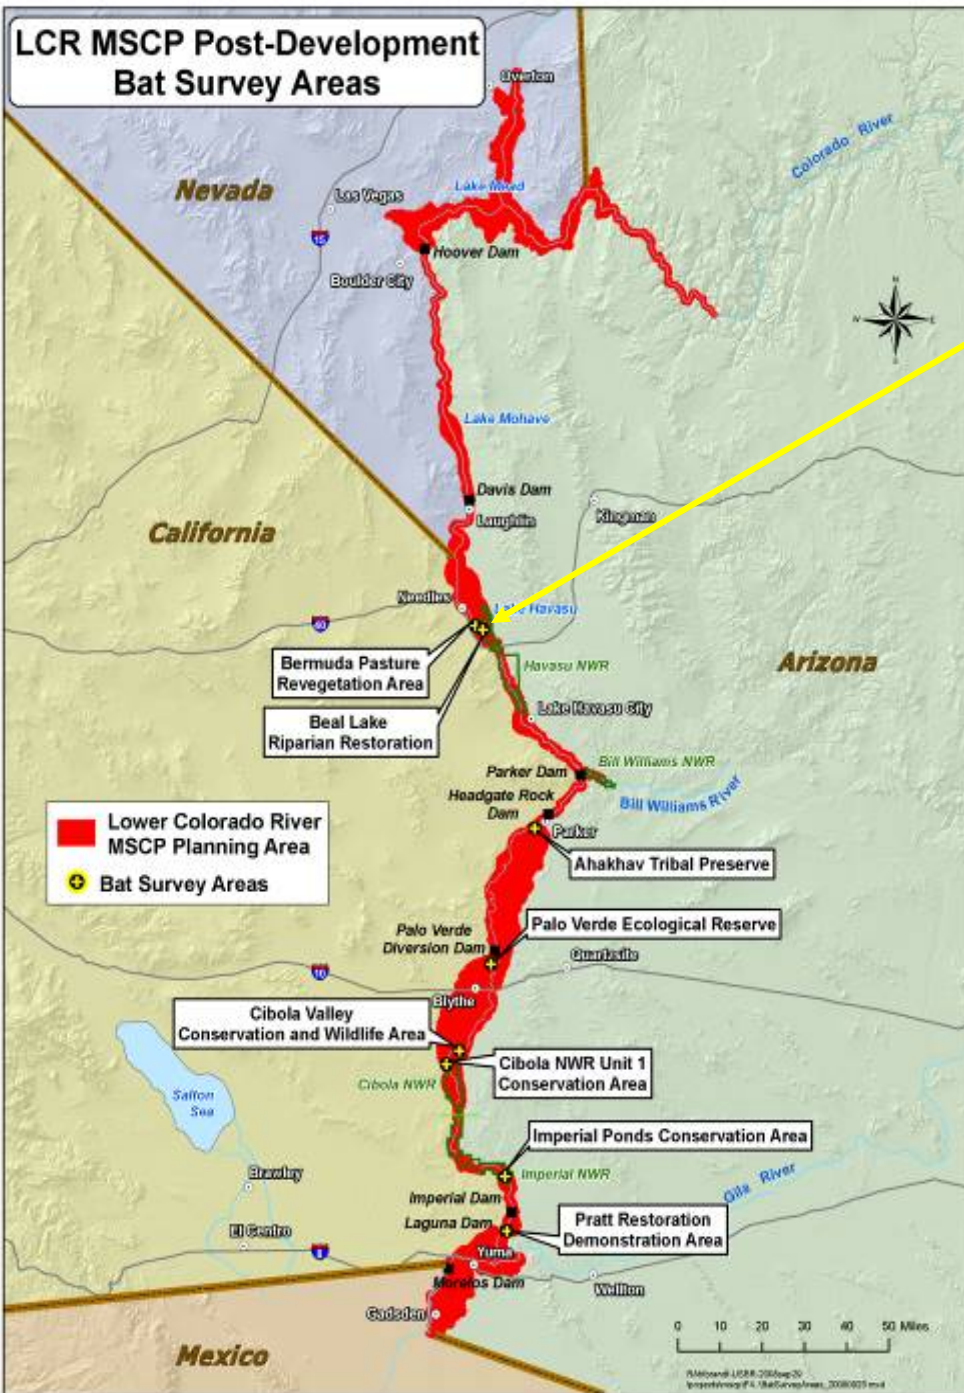 LCR MSCP Post-Development
Bat Survey Areas
Overton
Colorado River
Nevada
Las Vegas
Lake Mead
15
Hoover Dam
Boulder City
N
W
E
S
Lake Mohave
Davis Dam
Laughlin
Kingman
California
Needles
Lake Havasu
40
Bermuda Pasture
Revegetation Area
Havasu NWR
Arizona
Beal Lake
Riparian Restoration
Lake Havasu City
Parker Dam
Bill Williams NWR
Headgate Rock
Dam
Bill Williams River
Parker
Lower Colorado River
MSCP Planning Area
Bat Survey Areas
Ahakhav Tribal Preserve
Palo Verde Ecological Reserve
Palo Verde
Diversion Dam
Quartzsite
10
Blythe
Cibola Valley
Conservation and Wildlife Area
Cibola NWR Unit 1
Conservation Area
Cibola NWR
Salton
Sea
Imperial Ponds Conservation Area
Imperial NWR
Brawley
Gila River
Imperial Dam
Laguna Dam
Pratt Restoration
Demonstration Area
El Centro
8
Yuma
Morelos Dam
Wellton
Gadsden
Mexico
0 10 20 30 40 50 Miles